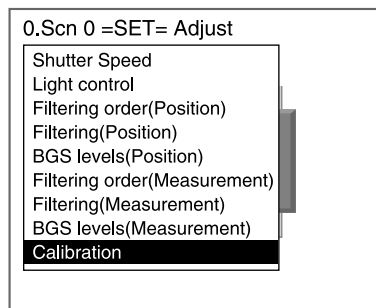 0.Scn 0 =SET= Adjust
Shutter Speed
Light control
Filtering order(Position)
Filtering(Position)
BGS levels(Position)
Filtering order(Measurement)
Filtering(Measurement)
BGS levels(Measurement)
Calibration